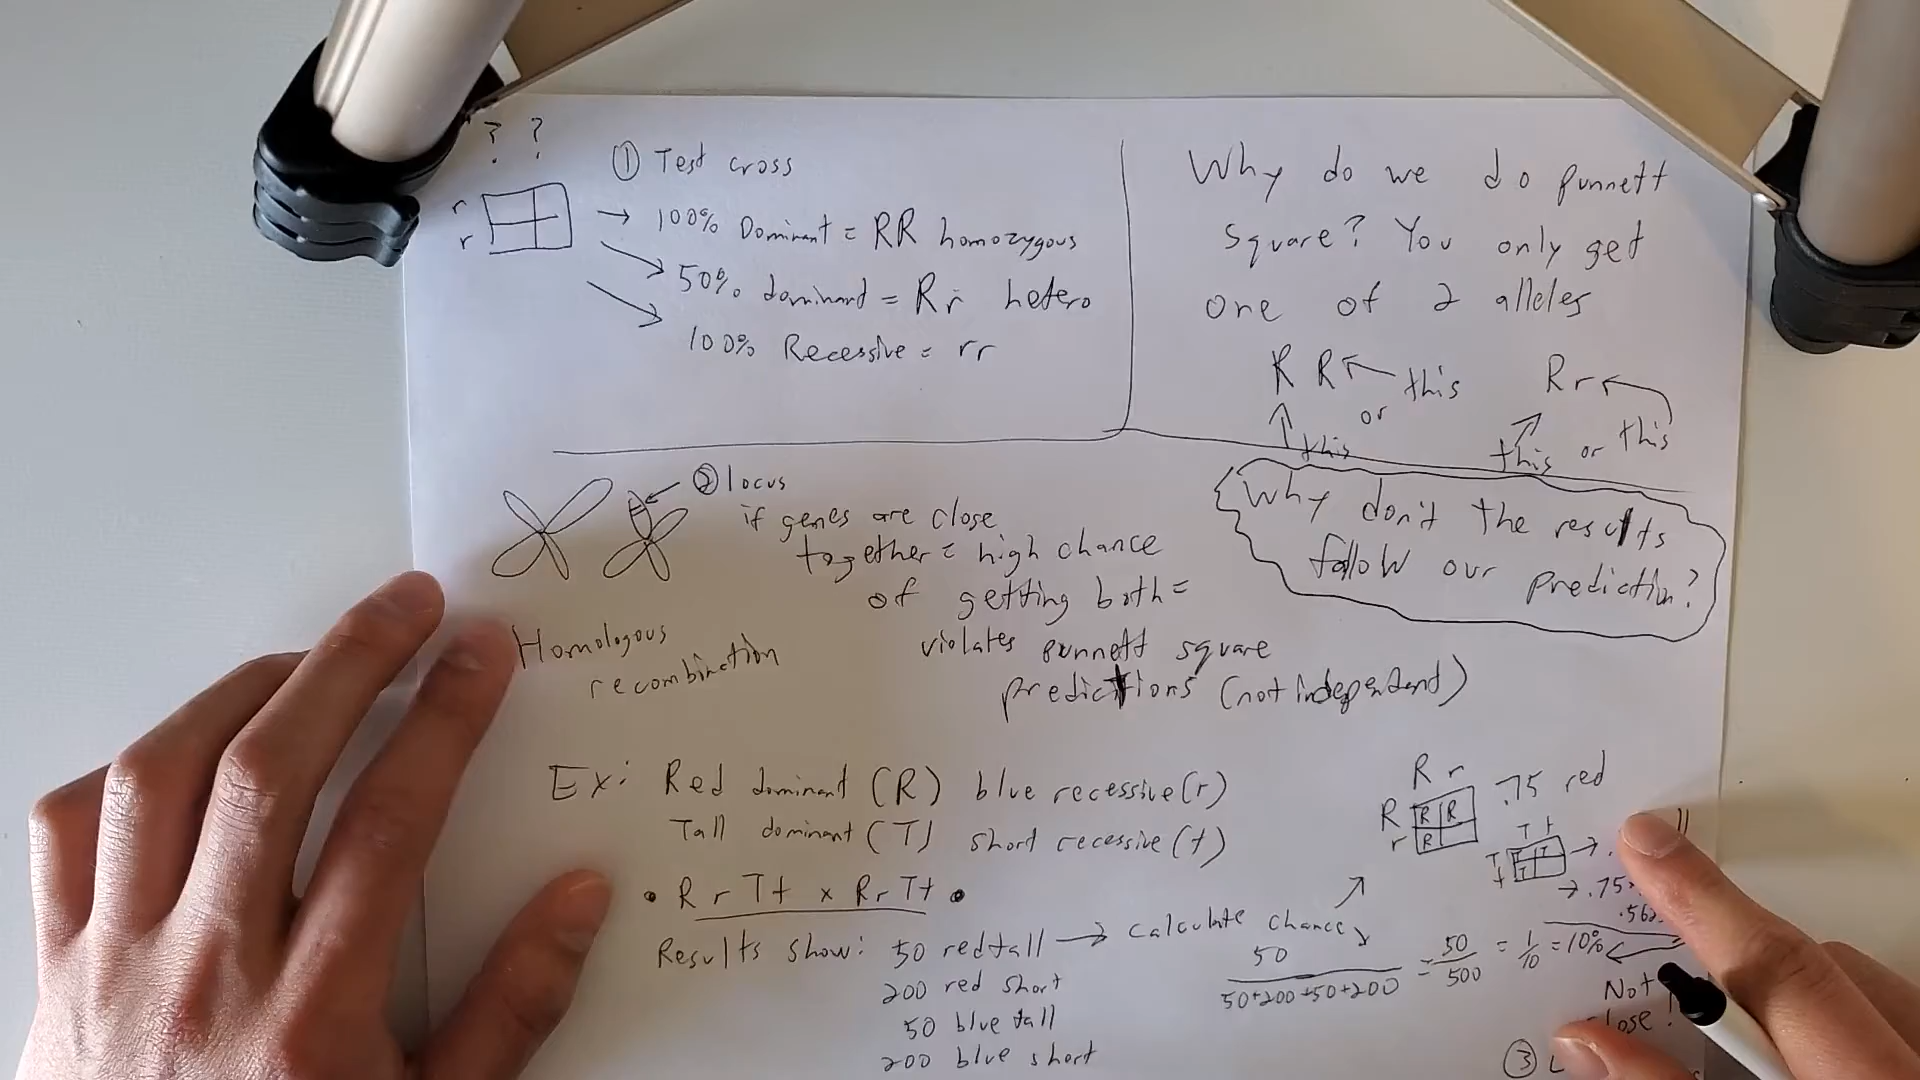 ? ?
r
r
① Test cross
→ 100% Dominant = RR homozygous
50% dominant = Rr hetero
100% Recessive = rr
Why do we do punnett
square? You only get
one of 2 alleles
R R ← this
or
this
Rr
this or this
② locus
if genes are close
together = high chance
of getting both =
violates punnett square
predictions (not independent)
Homologous
recombination
Why don't the results
follow our prediction?
Ex: Red dominant (R) blue recessive (r)
Tall dominant (T) short recessive (t)
• RrTt x RrTt •
Results show: 50 red tall → calculate chance
200 red short
50 blue tall
200 blue short
R r
R R R
r R
.75 red
T t
T T T
t T
→ .75
.562
50
50+200+50+200
= 50/500 = 1/10 = 10%
Not
close!
③ L